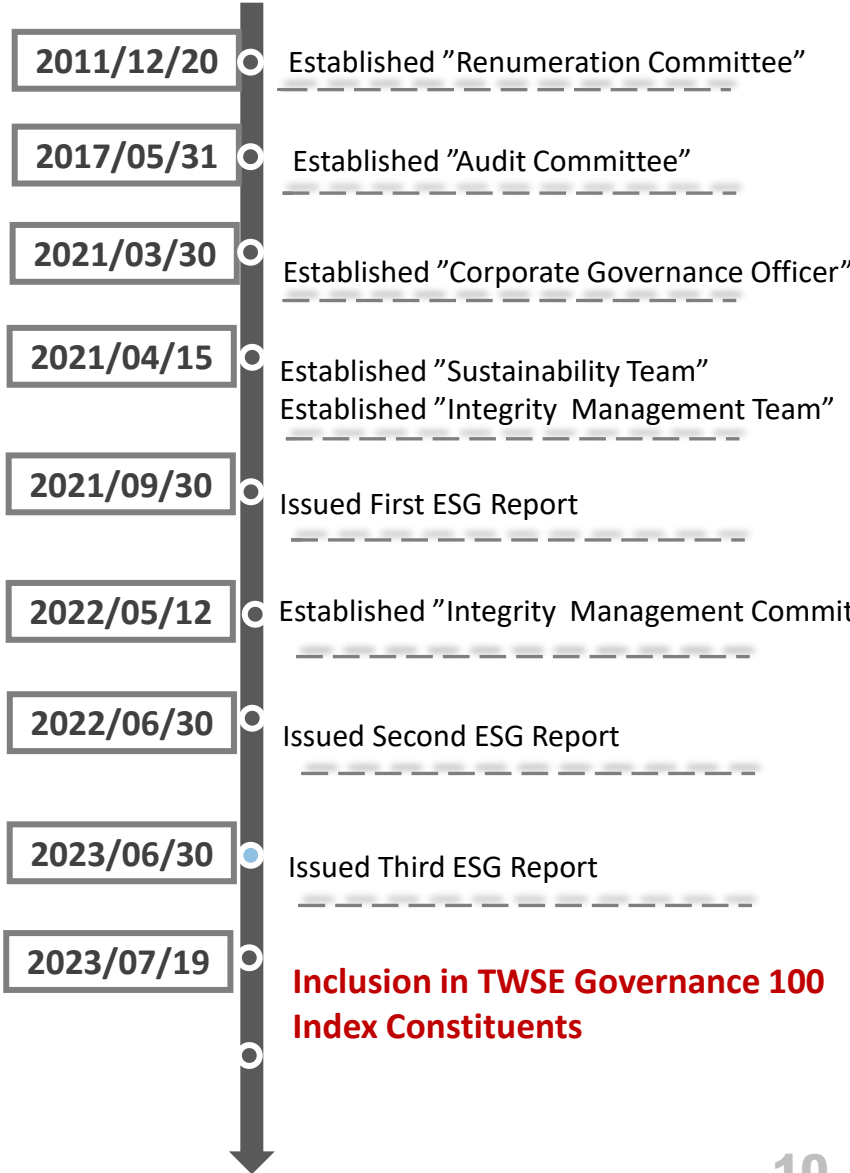 2011/12/20
Established ”Renumeration Committee”
2017/05/31
Established ”Audit Committee”
2021/03/30
Established ”Corporate Governance Officer”
2021/04/15
Established ”Sustainability Team”
Established ”Integrity Management Team”
2021/09/30
Issued First ESG Report
2022/05/12
Established ”Integrity Management Commit
2022/06/30
Issued Second ESG Report
2023/06/30
Issued Third ESG Report
2023/07/19
Inclusion in TWSE Governance 100
Index Constituents